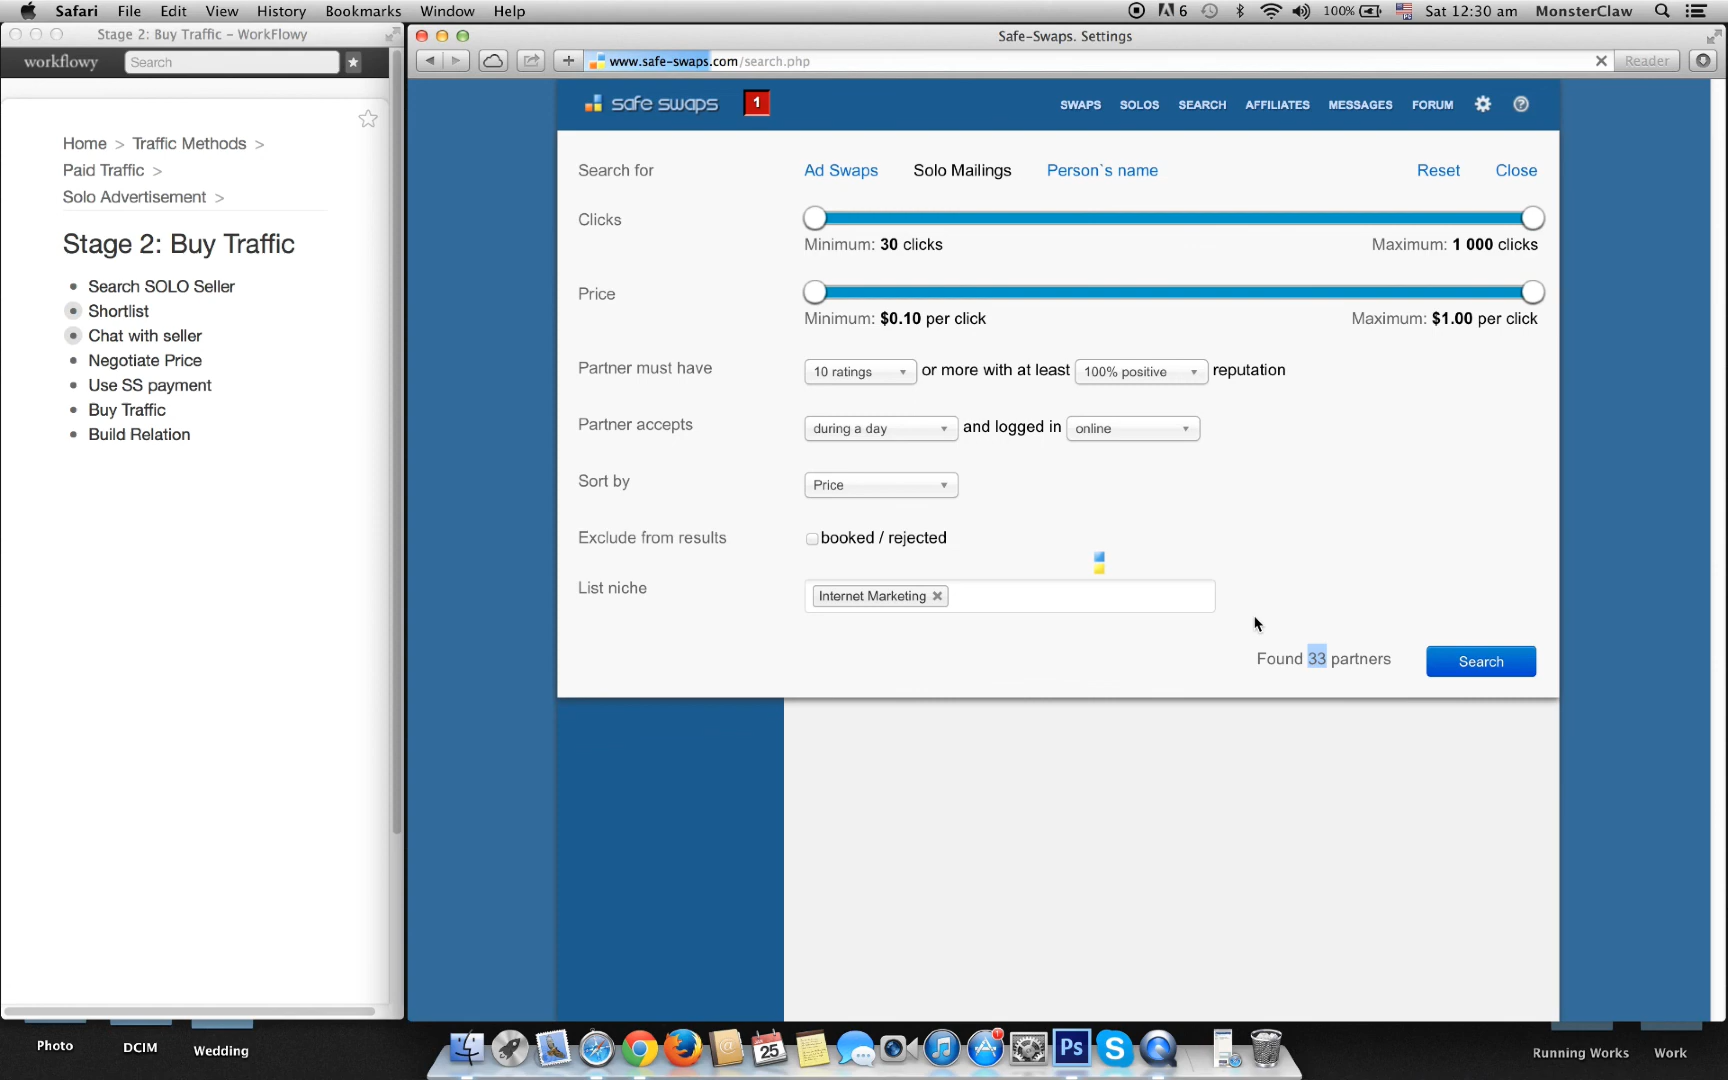 Safari File Edit View History Bookmarks Window Help 6 100% Sat 12:30 am MonsterClaw
Stage 2: Buy Traffic – WorkFlowy
workflowy Search
Home > Traffic Methods >
Paid Traffic >
Solo Advertisement >
Stage 2: Buy Traffic
Search SOLO Seller
Shortlist
Chat with seller
Negotiate Price
Use SS payment
Buy Traffic
Build Relation
Safe-Swaps. Settings
www.safe-swaps.com/search.php Reader
safe swaps 1 SWAPS SOLOS SEARCH AFFILIATES MESSAGES FORUM ?
Search for Ad Swaps Solo Mailings Person`s name Reset Close
Clicks
Minimum: 30 clicks Maximum: 1 000 clicks
Price
Minimum: $0.10 per click Maximum: $1.00 per click
Partner must have 10 ratings or more with at least 100% positive reputation
Partner accepts during a day and logged in online
Sort by Price
Exclude from results booked / rejected
List niche Internet Marketing
Found 33 partners Search
Photo DCIM Wedding 25 Ps Running Works Work